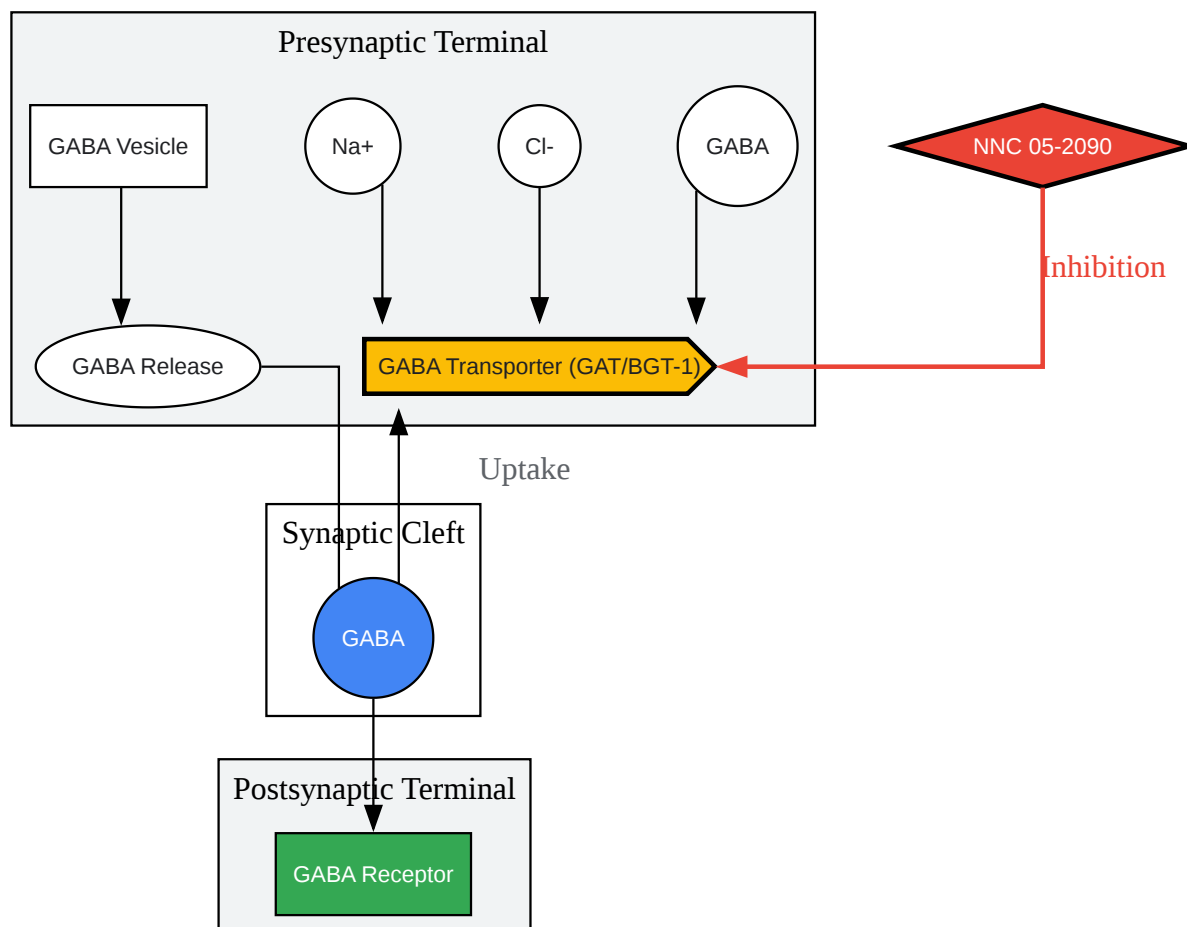 Presynaptic Terminal
GABA Vesicle
Na+
Cl-
GABA
NNC 05-2090
Inhibition
GABA Release
GABA Transporter (GAT/BGT-1)
Uptake
Synaptic Cleft
GABA
Postsynaptic Terminal
GABA Receptor